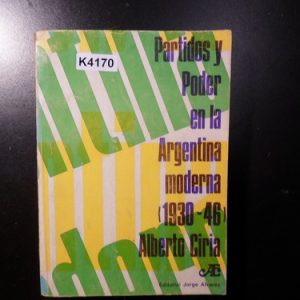 K4170
Partidos y
Poder
en la
Argentina
moderna
(1930-46)
Alberto Ciria
Æ
Editorial Jorge Alvarez